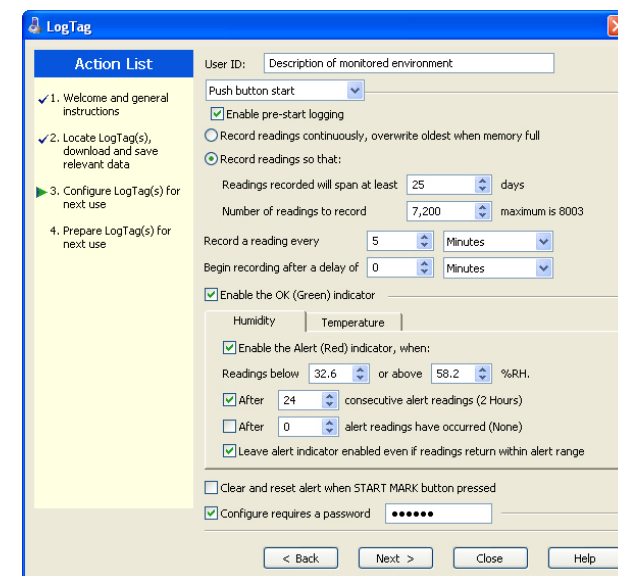 LogTag
Action List
1. Welcome and general
instructions
2. Locate LogTag(s),
download and save
relevant data
3. Configure LogTag(s) for
next use
4. Prepare LogTag(s) for
next use
User ID: Description of monitored environment
Push button start
Enable pre-start logging
Record readings continuously, overwrite oldest when memory full
Record readings so that:
Readings recorded will span at least 25 days
Number of readings to record 7,200 maximum is 8003
Record a reading every 5 Minutes
Begin recording after a delay of 0 Minutes
Enable the OK (Green) indicator
Humidity Temperature
Enable the Alert (Red) indicator, when:
Readings below 32.6 or above 58.2 %RH.
After 24 consecutive alert readings (2 Hours)
After 0 alert readings have occurred (None)
Leave alert indicator enabled even if readings return within alert range
Clear and reset alert when START MARK button pressed
Configure requires a password ●●●●●●
< Back Next > Close Help